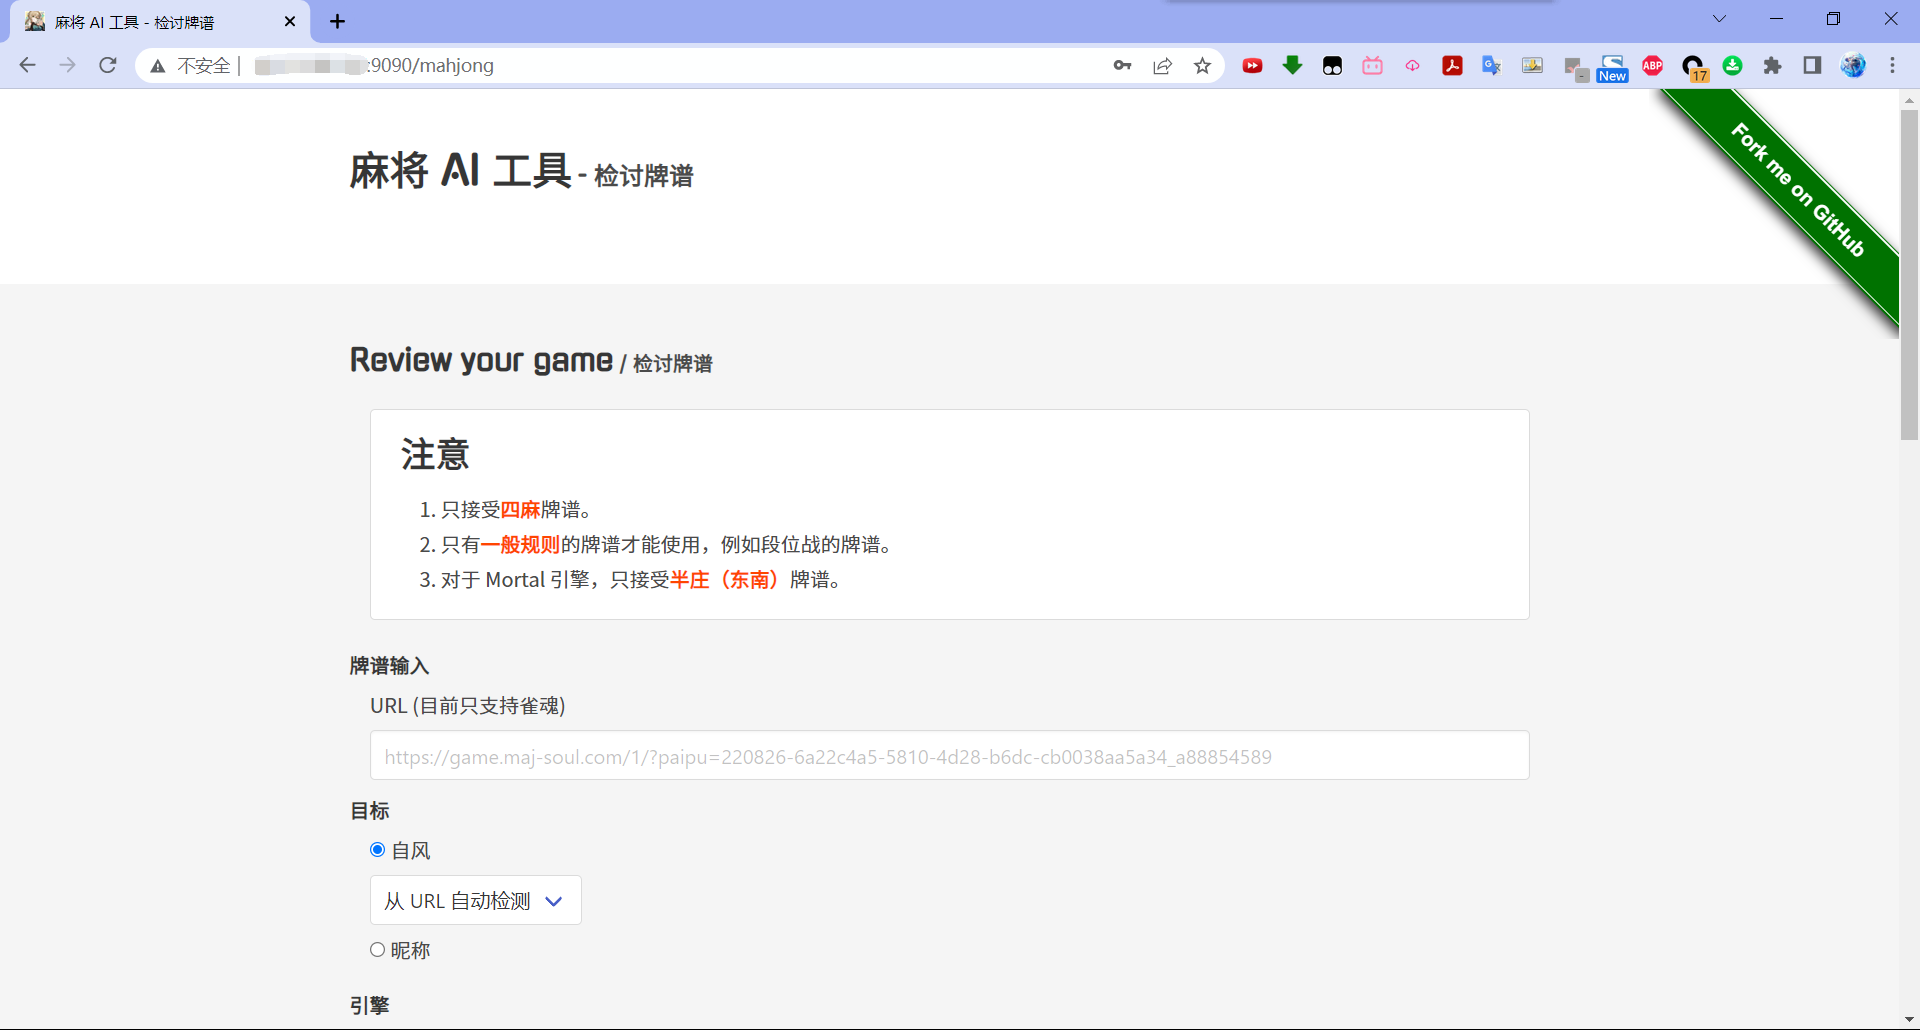 麻将 AI 工具 - 检讨牌谱
不安全 | :9090/mahjong
New
ABP
17
Fork me on GitHub
麻将 AI 工具 - 检讨牌谱
Review your game / 检讨牌谱
注意
1. 只接受四麻牌谱。
2. 只有一般规则的牌谱才能使用，例如段位战的牌谱。
3. 对于 Mortal 引擎，只接受半庄（东南）牌谱。
牌谱输入
URL (目前只支持雀魂)
https://game.maj-soul.com/1/?paipu=220826-6a22c4a5-5810-4d28-b6dc-cb0038aa5a34_a88854589
目标
自风
从 URL 自动检测
昵称
引擎